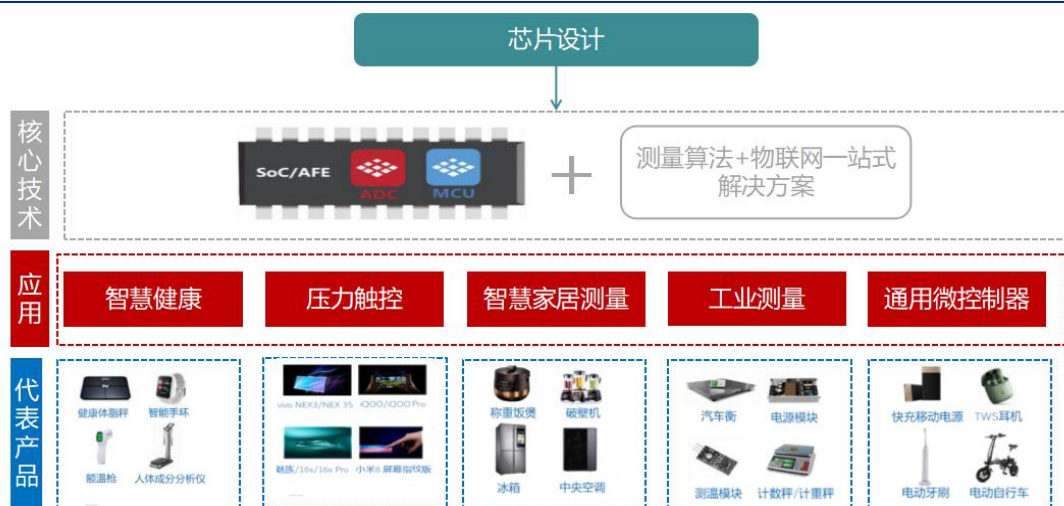 芯片设计
核心技术
SoC/AFE
ADC
MCU
测量算法+物联网一站式
解决方案
应用
智慧健康
压力触控
智慧家居测量
工业测量
通用微控制器
代表产品
健康体脂秤
智能手环
额温枪
人体成分分析仪
vivo NEX3/NEX 3S
iQOO/iQOO Pro
魅族/16s/16s Pro
小米8 屏幕指纹版
称重饭煲
破壁机
冰箱
中央空调
汽车衡
电源模块
测温模块
计数秤/计重秤
快充移动电源
TWS耳机
电动牙刷
电动自行车